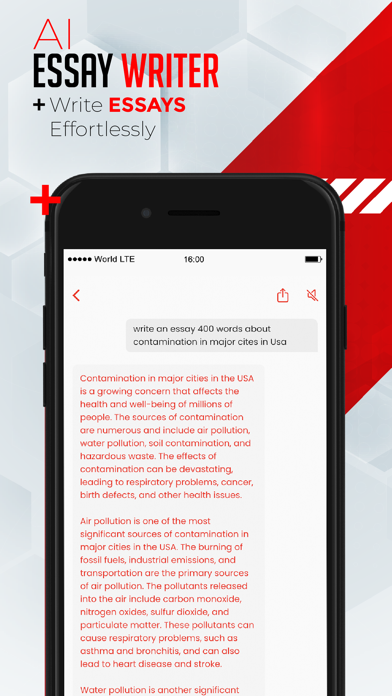 AI
ESSAY WRITER
+ Write ESSAYS
Effortlessly
World LTE 16:00
write an essay 400 words about
contamination in major cites in Usa
Contamination in major cities in the USA
is a growing concern that affects the
health and well-being of millions of
people. The sources of contamination
are numerous and include air pollution,
water pollution, soil contamination, and
hazardous waste. The effects of
contamination can be devastating,
leading to respiratory problems, cancer,
birth defects, and other health issues.
Air pollution is one of the most
significant sources of contamination in
major cities in the USA. The burning of
fossil fuels, industrial emissions, and
transportation are the primary sources
of air pollution. The pollutants released
into the air include carbon monoxide,
nitrogen oxides, sulfur dioxide, and
particulate matter. These pollutants can
cause respiratory problems, such as
asthma and bronchitis, and can also
lead to heart disease and stroke.
Water pollution is another significant